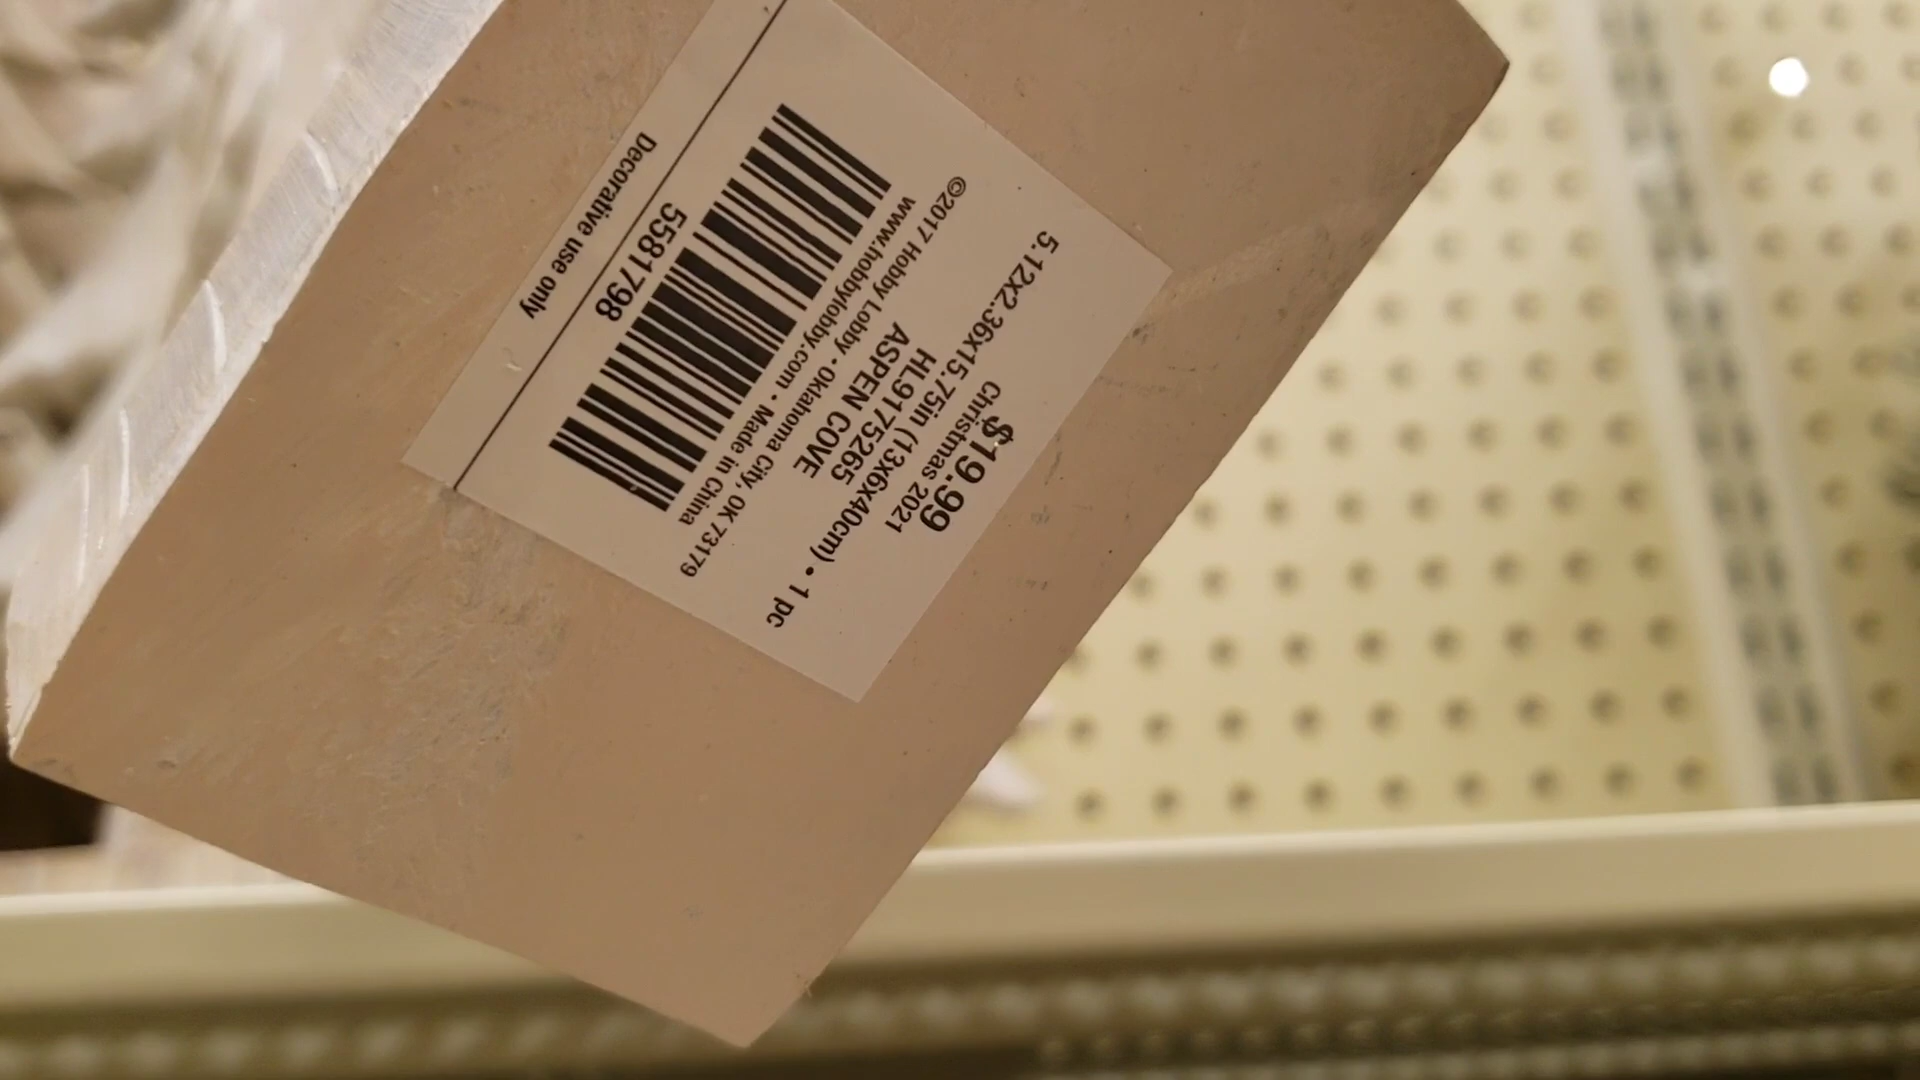 $19.99
Christmas 2021
5.12x2.36x15.75in (13x6x40cm) • 1 pc
HL9175265
ASPEN COVE
©2017 Hobby Lobby • Oklahoma City, OK 73179
www.hobbylobby.com • Made in China
5581798
Decorative use only